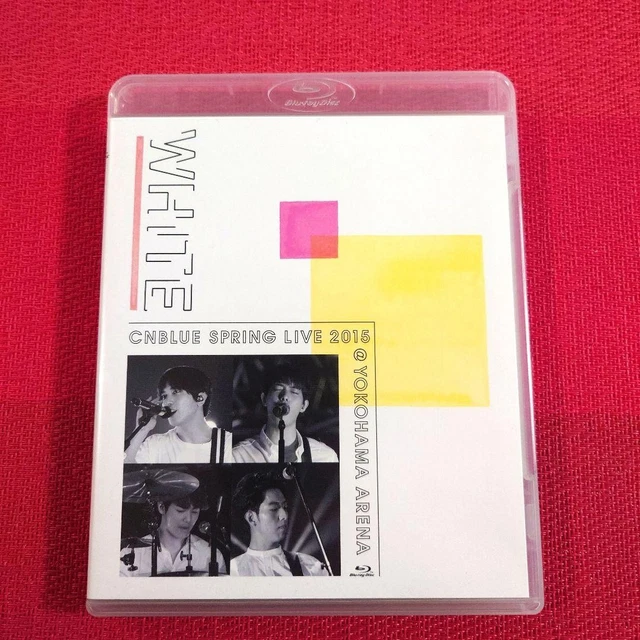 Blu-ray Disc
WHITE
CNBLUE SPRING LIVE 2015
@ YOKOHAMA ARENA
Blu-ray Disc